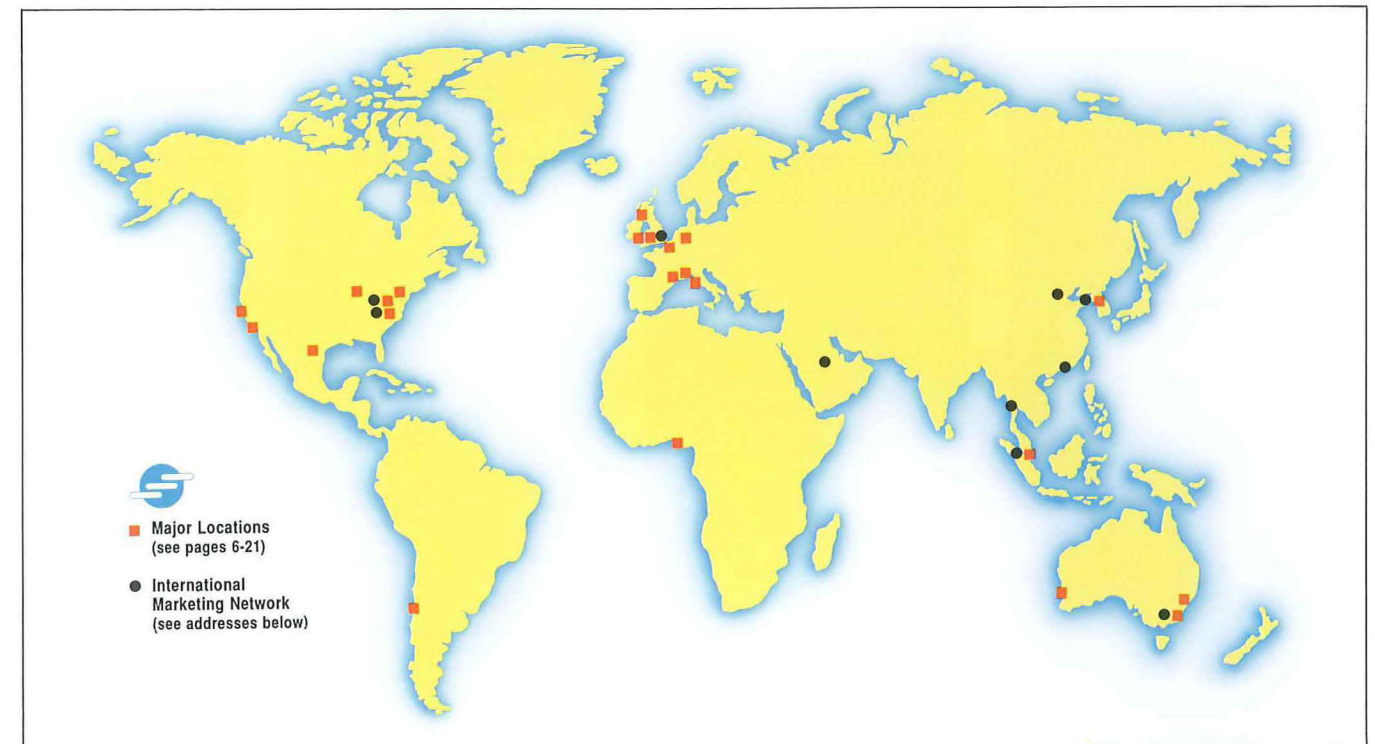 Major Locations
(see pages 6-21)
International
Marketing Network
(see addresses below)